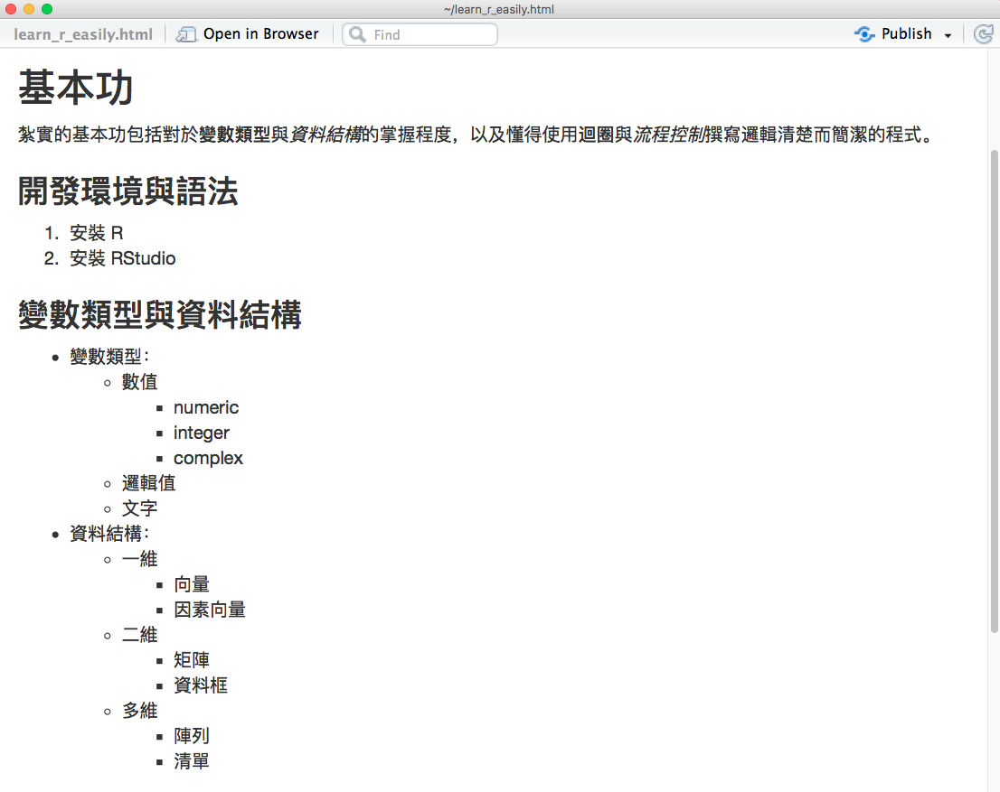 ~/learn_r_easily.html
learn_r_easily.html Open in Browser Find Publish
基本功
紮實的基本功包括對於變數類型與資料結構的掌握程度，以及懂得使用迴圈與流程控制撰寫邏輯清楚而簡潔的程式。
開發環境與語法
1. 安裝 R
2. 安裝 RStudio
變數類型與資料結構
• 變數類型：
◦ 數值
▪ numeric
▪ integer
▪ complex
◦ 邏輯值
◦ 文字
• 資料結構：
◦ 一維
▪ 向量
▪ 因素向量
◦ 二維
▪ 矩陣
▪ 資料框
◦ 多維
▪ 陣列
▪ 清單